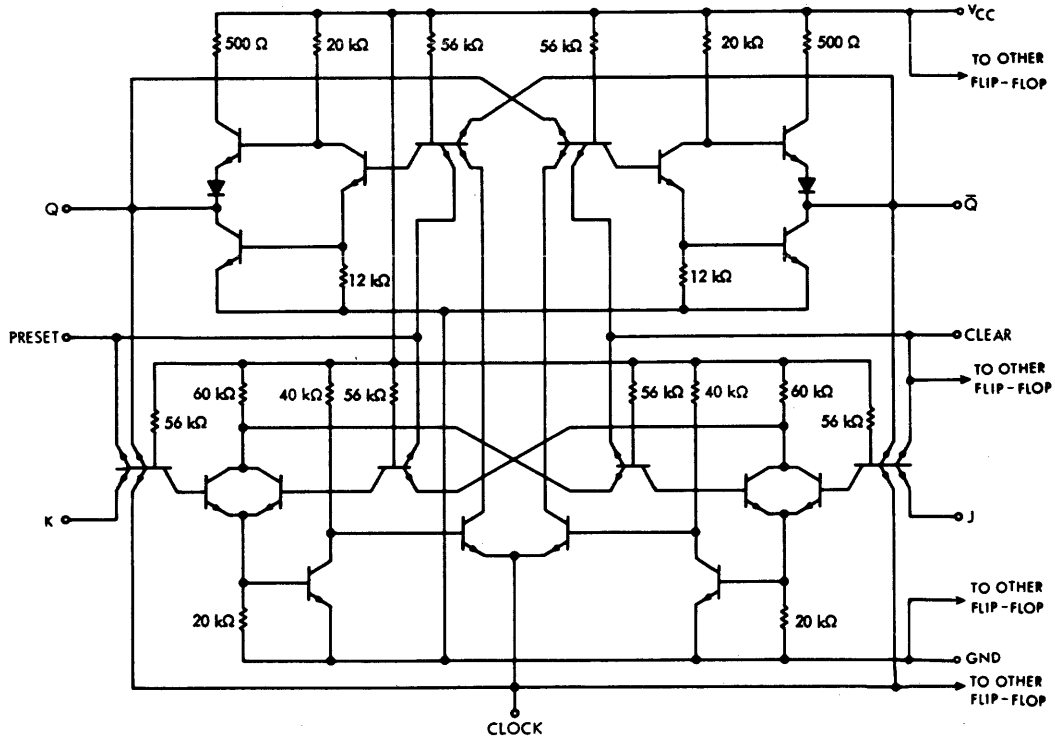 VCC
500 Ω
20 kΩ
56 kΩ
56 kΩ
20 kΩ
500 Ω
TO OTHER
FLIP-FLOP
Q
Q̅
12 kΩ
12 kΩ
PRESET
CLEAR
TO OTHER
FLIP-FLOP
60 kΩ
40 kΩ
56 kΩ
56 kΩ
40 kΩ
60 kΩ
56 kΩ
56 kΩ
K
J
TO OTHER
FLIP-FLOP
20 kΩ
20 kΩ
GND
TO OTHER
FLIP-FLOP
CLOCK